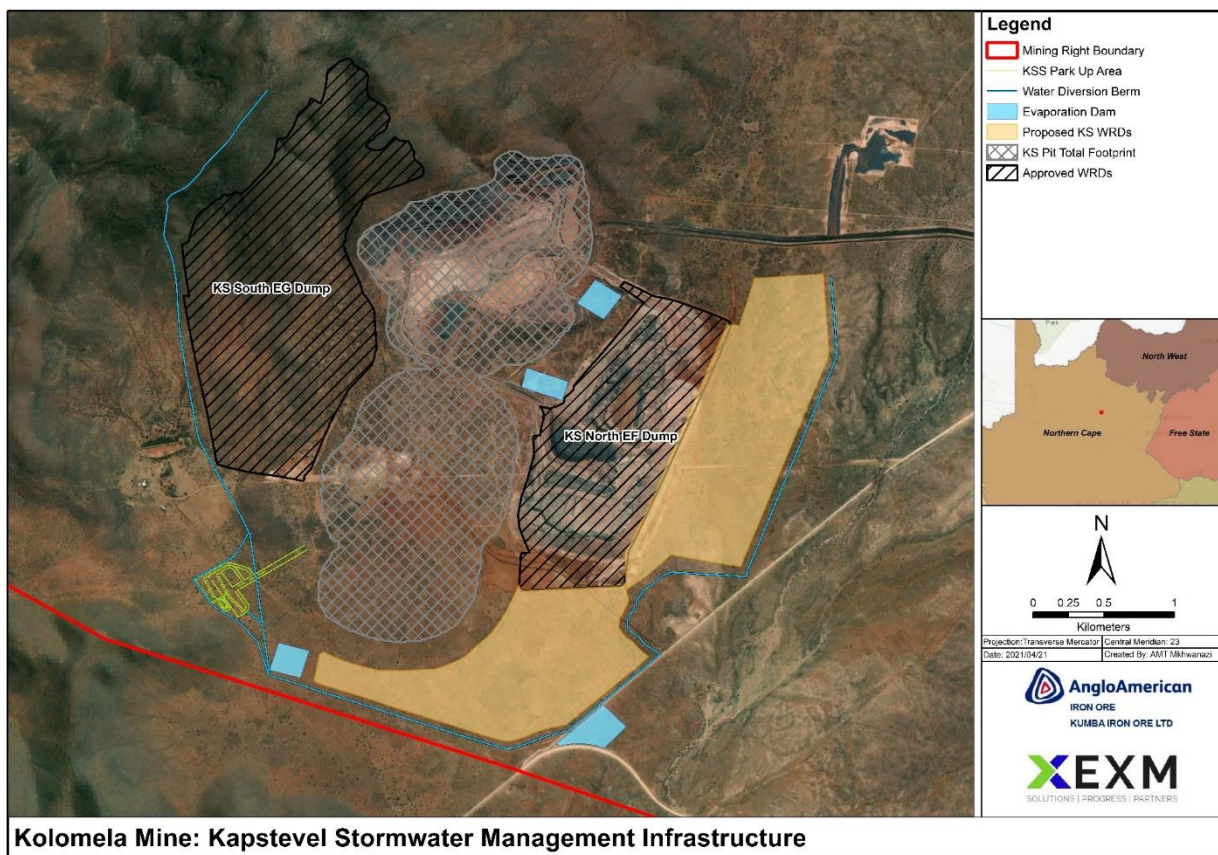 Legend
Mining Right Boundary
KSS Park Up Area
Water Diversion Berm
Evaporation Dam
Proposed KS WRDs
KS Pit Total Footprint
Approved WRDs
KS South EG Dump
KS North EF Dump
Park
North West
Northern Cape
Free State
N
0 0.25 0.5 1
Kilometers
Projection:Transverse Mercator Central Meridian: 23
Date: 2021/04/21 Created By: AMT Mkhwanazi
AngloAmerican
IRON ORE
KUMBA IRON ORE LTD
EXM
SOLUTIONS | PROGRESS | PARTNERS
Kolomela Mine: Kapstevel Stormwater Management Infrastructure